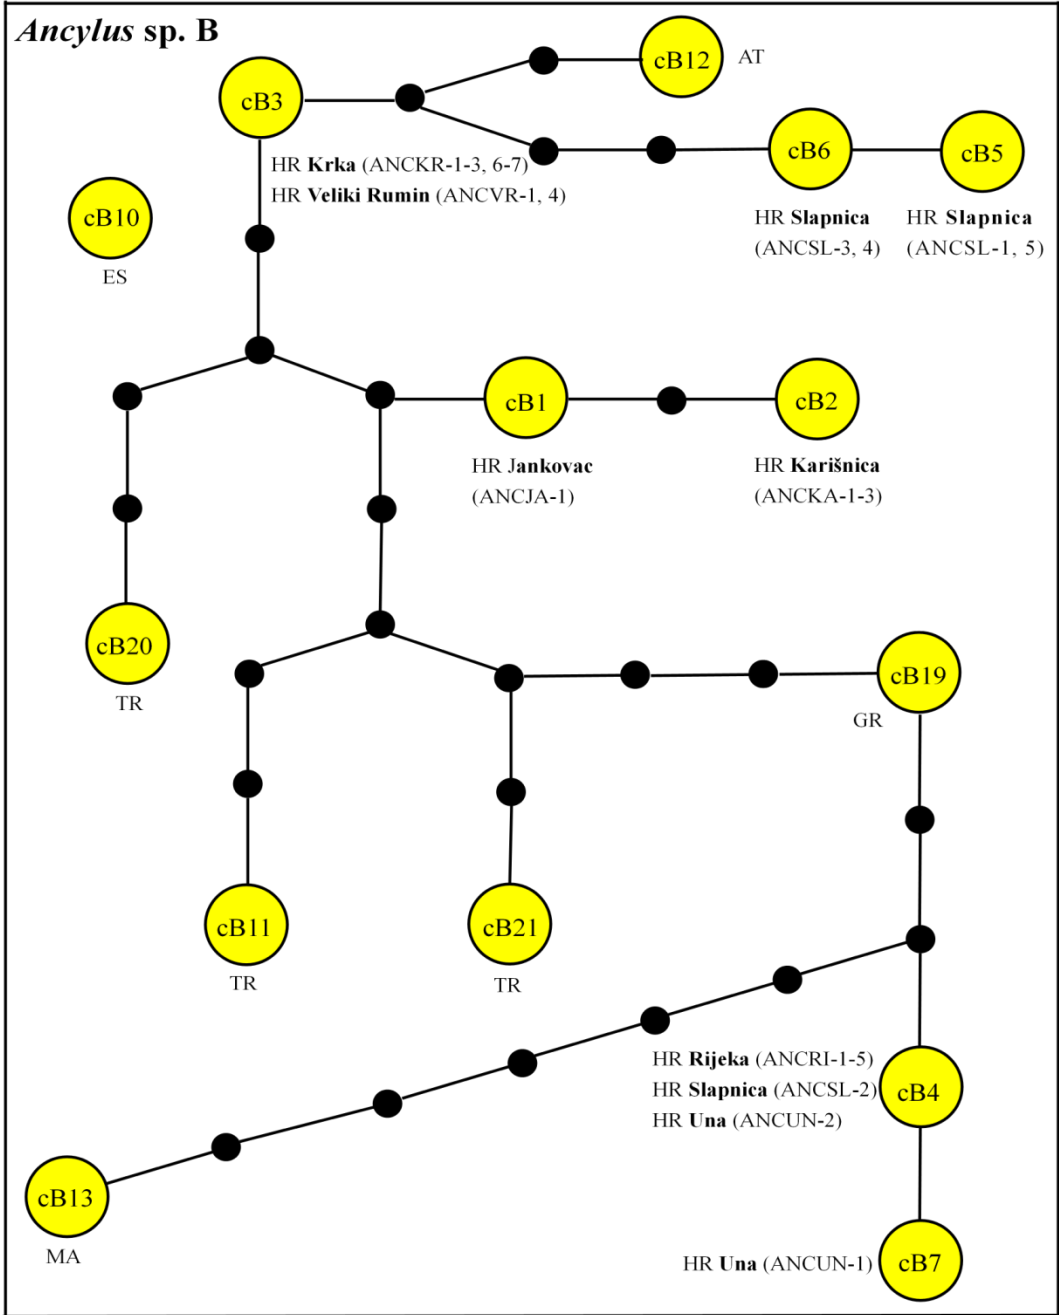 Ancylus sp. B
cB12
AT
cB3
cB6
cB5
HR Krka (ANCKR-1-3, 6-7)
HR Veliki Rumin (ANCVR-1, 4)
cB10
ES
HR Slapnica
(ANCSL-3, 4)
HR Slapnica
(ANCSL-1, 5)
cB1
cB2
HR Jankovac
(ANCJA-1)
HR Karišnica
(ANCKA-1-3)
cB20
TR
cB19
GR
cB11
TR
cB21
TR
HR Rijeka (ANCRI-1-5)
HR Slapnica (ANCSL-2)
HR Una (ANCUN-2)
cB4
cB13
MA
HR Una (ANCUN-1)
cB7